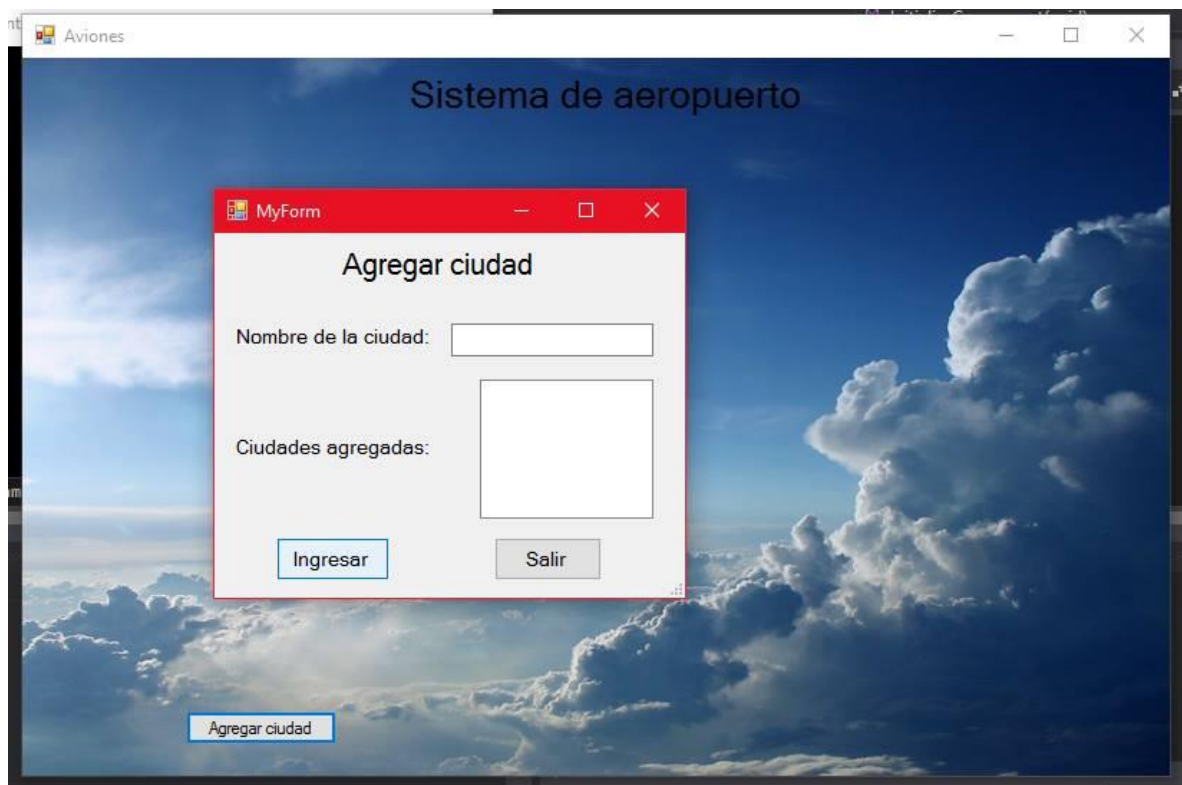 Aviones
Sistema de aeropuerto
MyForm
Agregar ciudad
Nombre de la ciudad:
Ciudades agregadas:
Ingresar
Salir
Agregar ciudad